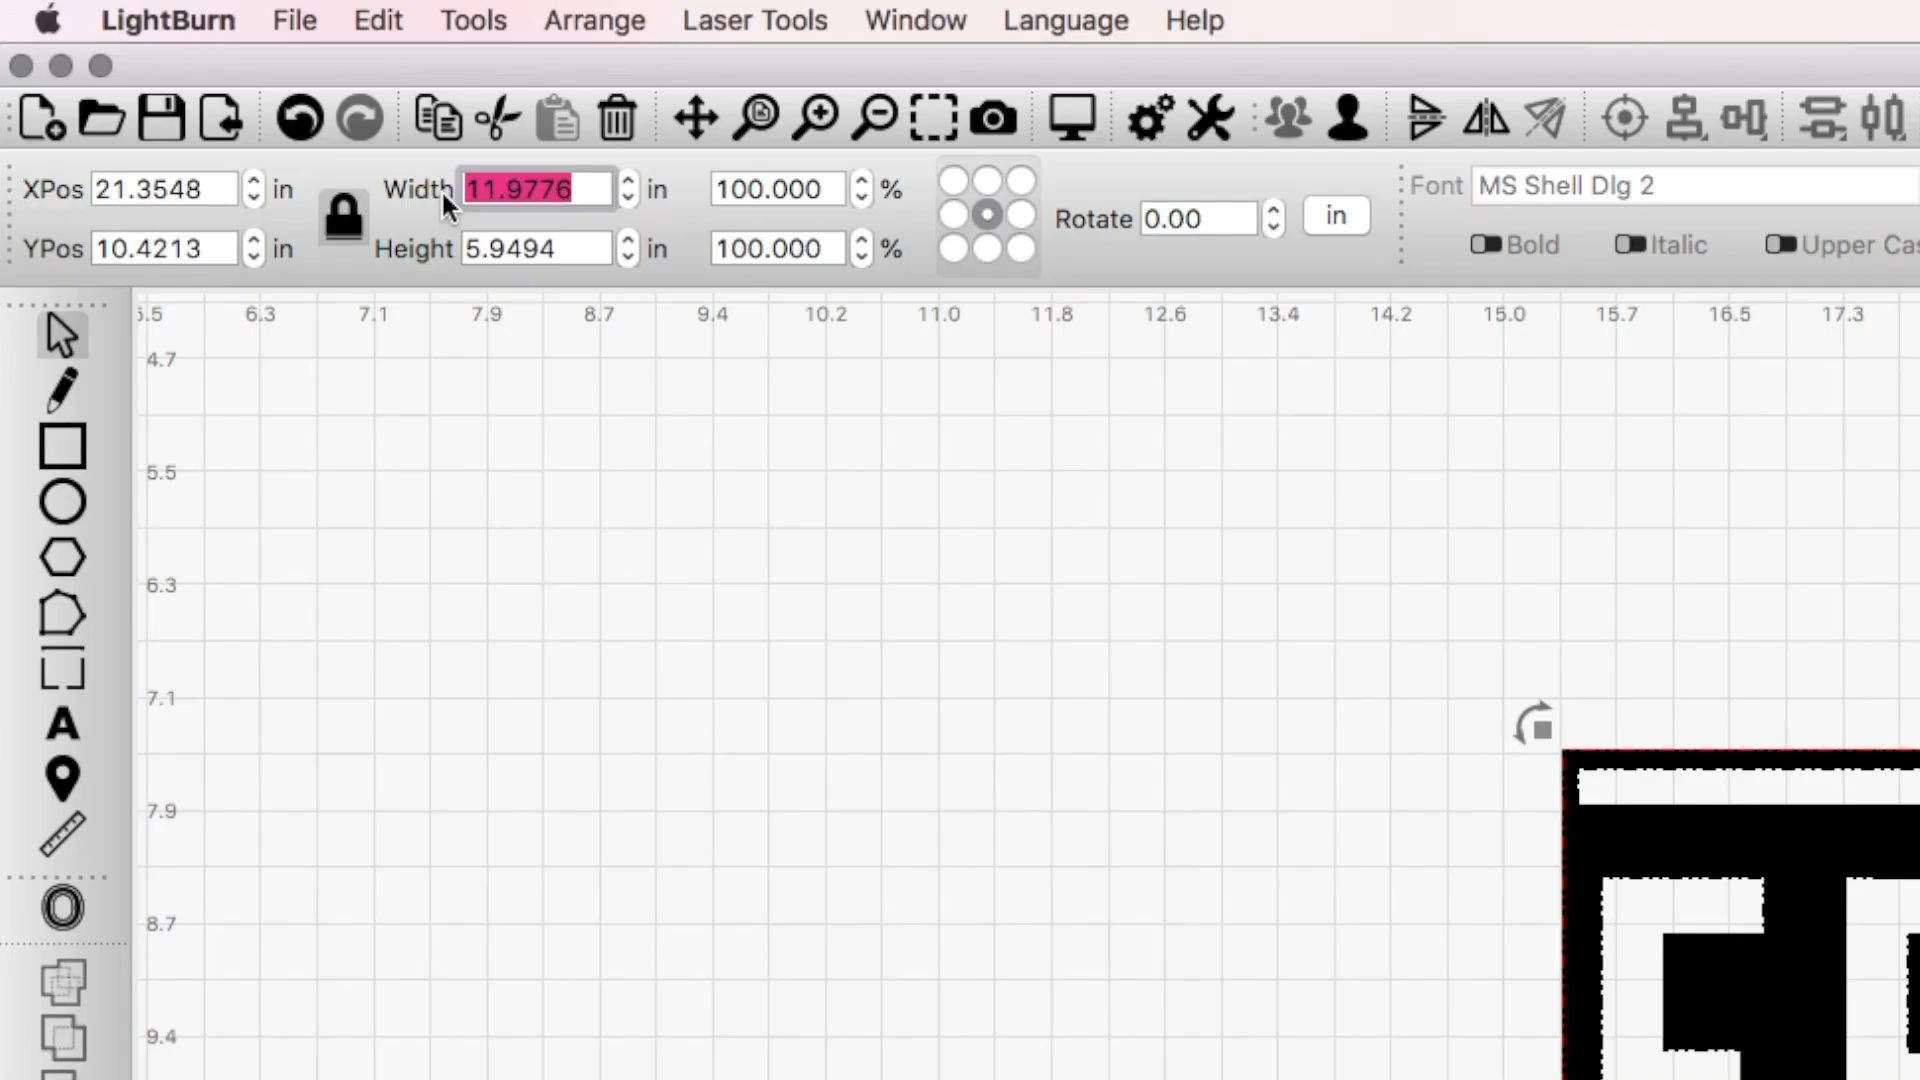 LightBurn File Edit Tools Arrange Laser Tools Window Language Help
XPos 21.3548 in Width 11.9776 in 100.000 %
YPos 10.4213 in Height 5.9494 in 100.000 %
Rotate 0.00 in
Font MS Shell Dlg 2
Bold Italic Upper Cas
5.5 6.3 7.1 7.9 8.7 9.4 10.2 11.0 11.8 12.6 13.4 14.2 15.0 15.7 16.5 17.3
4.7
5.5
6.3
7.1
7.9
8.7
9.4